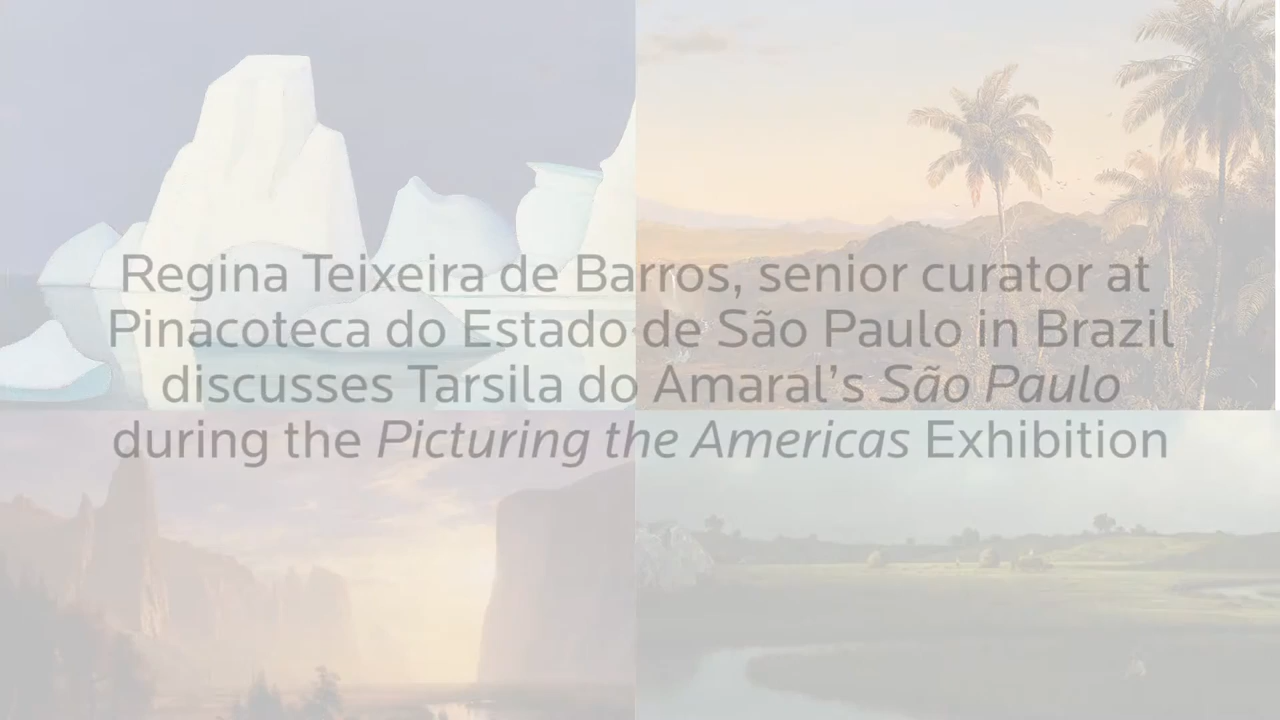 Regina Teixeira de Barros, senior curator at
Pinacoteca do Estado de São Paulo in Brazil
discusses Tarsila do Amaral’s São Paulo
during the Picturing the Americas Exhibition